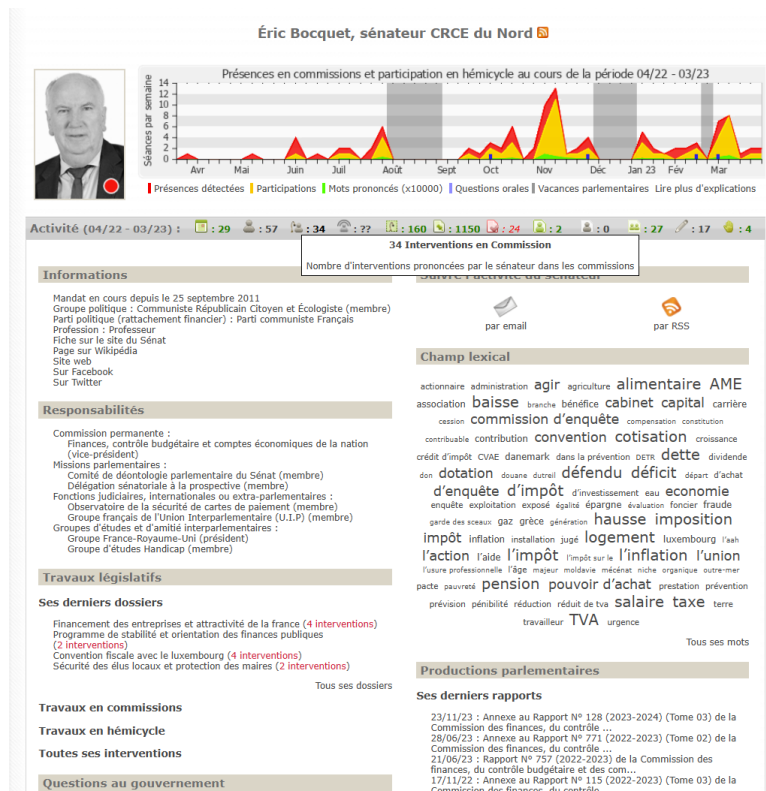 Éric Bocquet, sénateur CRCE du Nord
Présences en commissions et participation en hémicycle au cours de la période 04/22 - 03/23
Séances par semaine
14
12
10
8
6
4
2
0
Avr Mai Juin Juil Août Sept Oct Nov Déc Jan 23 Fév Mar
Présences détectées Participations Mots prononcés (x10000) Questions orales Vacances parlementaires Lire plus d'explications
Activité (04/22 - 03/23) : : 29 : 57 : 34 : ?? : 160 : 1150 : 24 : 2 : 0 : 27 : 17 : 4
34 Interventions en Commission
Nombre d'interventions prononcées par le sénateur dans les commissions
Informations
Mandat en cours depuis le 25 septembre 2011
Groupe politique : Communiste Républicain Citoyen et Écologiste (membre)
Parti politique (rattachement financier) : Parti communiste Français
Profession : Professeur
Fiche sur le site du Sénat
Page sur Wikipédia
Site web
Sur Facebook
Sur Twitter
Responsabilités
Commission permanente :
Finances, contrôle budgétaire et comptes économiques de la nation
(vice-président)
Missions parlementaires :
Comité de déontologie parlementaire du Sénat (membre)
Délégation sénatoriale à la prospective (membre)
Fonctions judiciaires, internationales ou extra-parlementaires :
Observatoire de la sécurité de cartes de paiement (membre)
Groupe français de l'Union Interparlementaire (U.I.P) (membre)
Groupes d'études et d'amitié interparlementaires :
Groupe France-Royaume-Uni (président)
Groupe d'études Handicap (membre)
Travaux législatifs
Ses derniers dossiers
Financement des entreprises et attractivité de la france (4 interventions)
Programme de stabilité et orientation des finances publiques
(2 interventions)
Convention fiscale avec le luxembourg (4 interventions)
Sécurité des élus locaux et protection des maires (2 interventions)
Tous ses dossiers
Travaux en commissions
Travaux en hémicycle
Toutes ses interventions
Questions au gouvernement
Suivre l'activité du sénateur
par email par RSS
Champ lexical
actionnaire administration agir agriculture alimentaire AME
association baisse branche bénéfice cabinet capital carrière
cession commission d'enquête compensation constitution
contribuable contribution convention cotisation croissance
crédit d'impôt CVAE danemark dans la prévention DETR dette dividende
don dotation douane dutreil défendu déficit départ d'achat
d'enquête d'impôt d'investissement eau economie
enquête exploitation exposé égalité épargne évaluation foncier fraude
garde des sceaux gaz grèce génération hausse imposition
impôt inflation installation jugé logement luxembourg l'aah
l'action l'aide l'impôt l'impôt sur le l'inflation l'union
l'usure professionnelle l'âge majeur moldavie mécénat niche organique outre-mer
pacte pauvreté pension pouvoir d'achat prestation prévention
prévision pénibilité réduction réduit de tva salaire taxe terre
travailleur TVA urgence
Tous ses mots
Productions parlementaires
Ses derniers rapports
23/11/23 : Annexe au Rapport N° 128 (2023-2024) (Tome 03) de la
Commission des finances, du contrôle ...
28/06/23 : Annexe au Rapport N° 771 (2022-2023) (Tome 02) de la
Commission des finances, du contrôle ...
21/06/23 : Rapport N° 757 (2022-2023) de la Commission des
finances, du contrôle budgétaire et des com...
17/11/22 : Annexe au Rapport N° 115 (2022-2023) (Tome 03) de la
Commission des finances, du contrôle